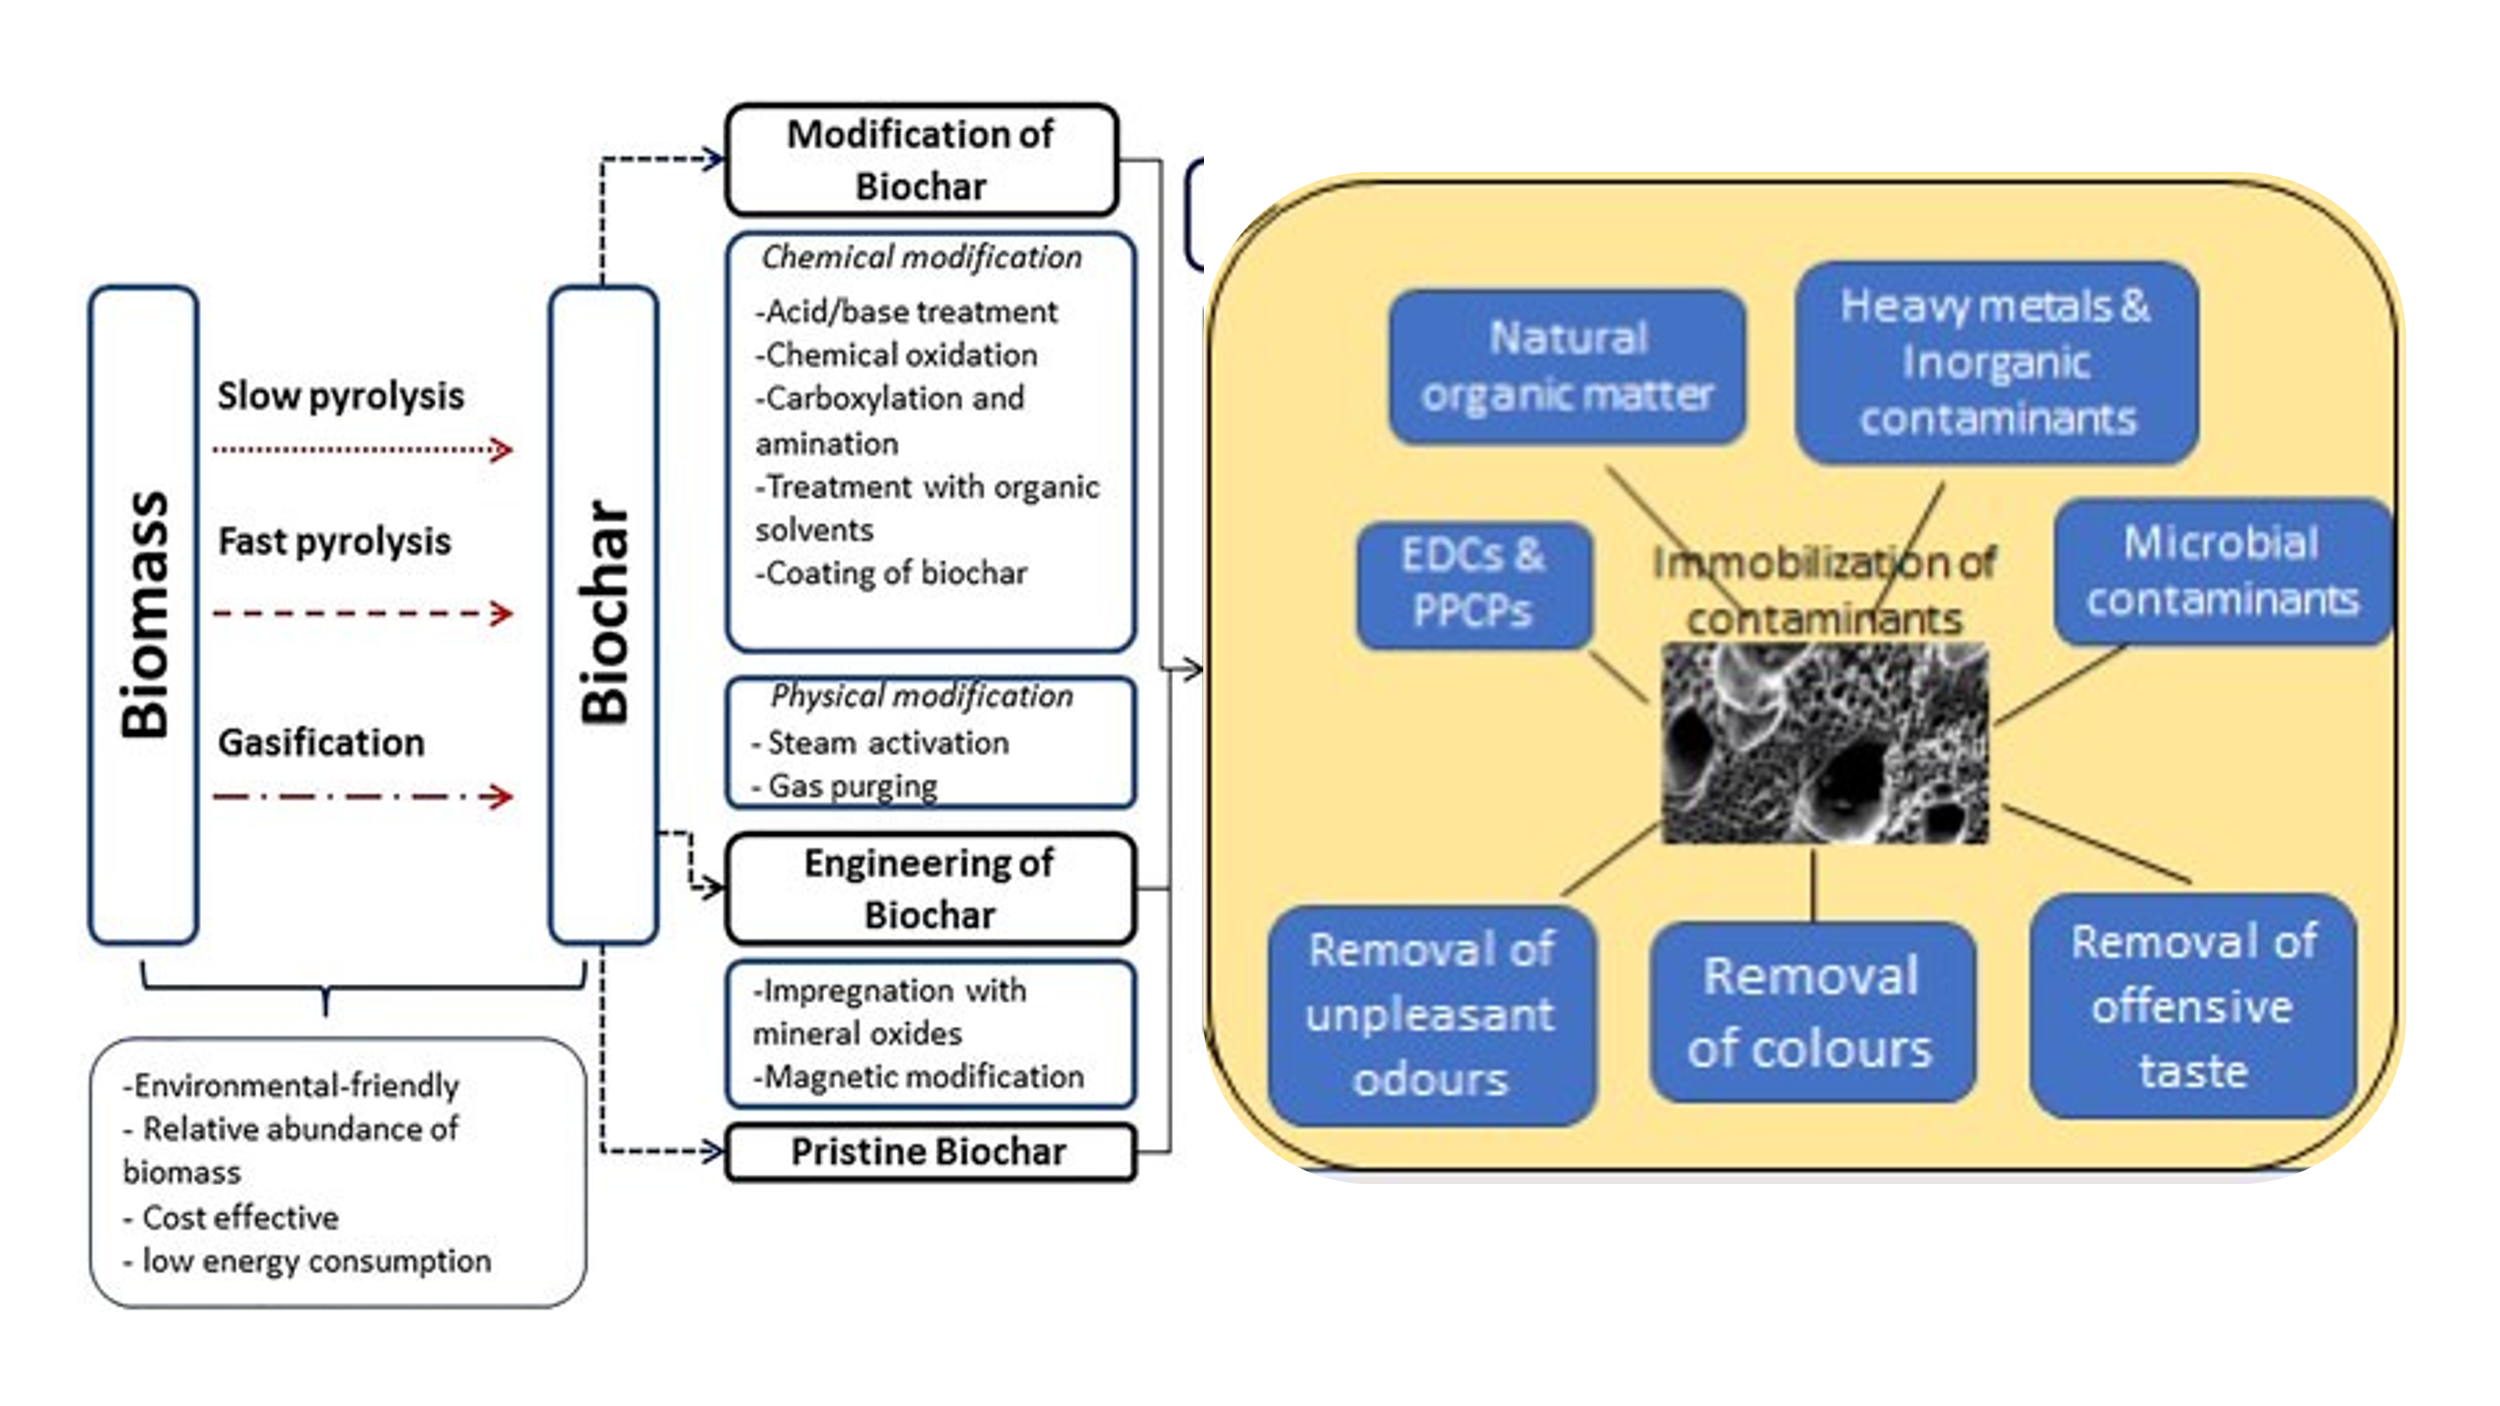 Biomass
Slow pyrolysis
Fast pyrolysis
Gasification
Biochar
-Environmental-friendly
- Relative abundance of
biomass
- Cost effective
- low energy consumption
Modification of
Biochar
Chemical modification
-Acid/base treatment
-Chemical oxidation
-Carboxylation and
amination
-Treatment with organic
solvents
-Coating of biochar
Physical modification
- Steam activation
- Gas purging
Engineering of
Biochar
-Impregnation with
mineral oxides
-Magnetic modification
Pristine Biochar
Natural
organic matter
Heavy metals &
Inorganic
contaminants
EDCs &
PPCPs
Immobilization of
contaminants
Microbial
contaminants
Removal of
unpleasant
odours
Removal
of colours
Removal of
offensive
taste